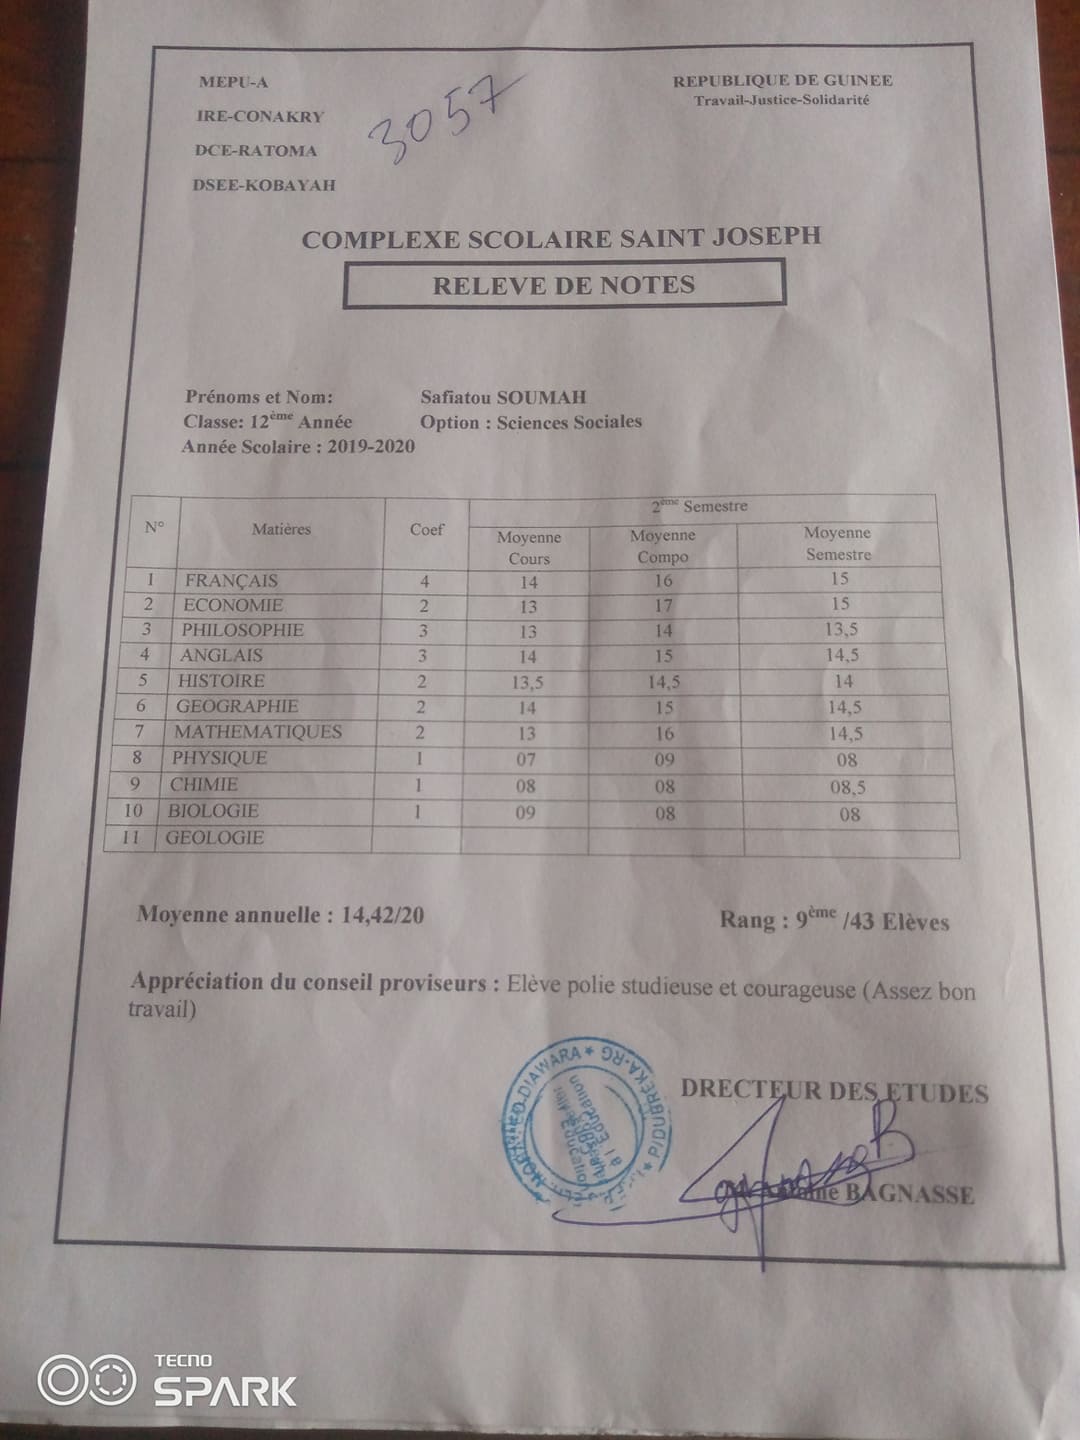 MEPU-A
REPUBLIQUE DE GUINEE
Travail-Justice-Solidarité
IRE-CONAKRY
3057
DCE-RATOMA
DSEE-KOBAYAH
COMPLEXE SCOLAIRE SAINT JOSEPH
RELEVE DE NOTES
Prénoms et Nom: Safiatou SOUMAH
Classe: 12ème Année Option : Sciences Sociales
Année Scolaire : 2019-2020
N° Matières Coef 2ème Semestre
Moyenne Cours Moyenne Compo Moyenne Semestre
1 FRANÇAIS 4 14 16 15
2 ECONOMIE 2 13 17 15
3 PHILOSOPHIE 3 13 14 13,5
4 ANGLAIS 3 14 15 14,5
5 HISTOIRE 2 13,5 14,5 14
6 GEOGRAPHIE 2 14 15 14,5
7 MATHEMATIQUES 2 13 16 14,5
8 PHYSIQUE 1 07 09 08
9 CHIMIE 1 08 08 08,5
10 BIOLOGIE 1 09 08 08
11 GEOLOGIE
Moyenne annuelle : 14,42/20
Rang : 9ème /43 Elèves
Appréciation du conseil proviseurs : Elève polie studieuse et courageuse (Assez bon
travail)
DIAWARA ★ P/DUBREKA-RG ★
l'Education
DRECTEUR DES ETUDES
BAGNASSE
TECNO
SPARK